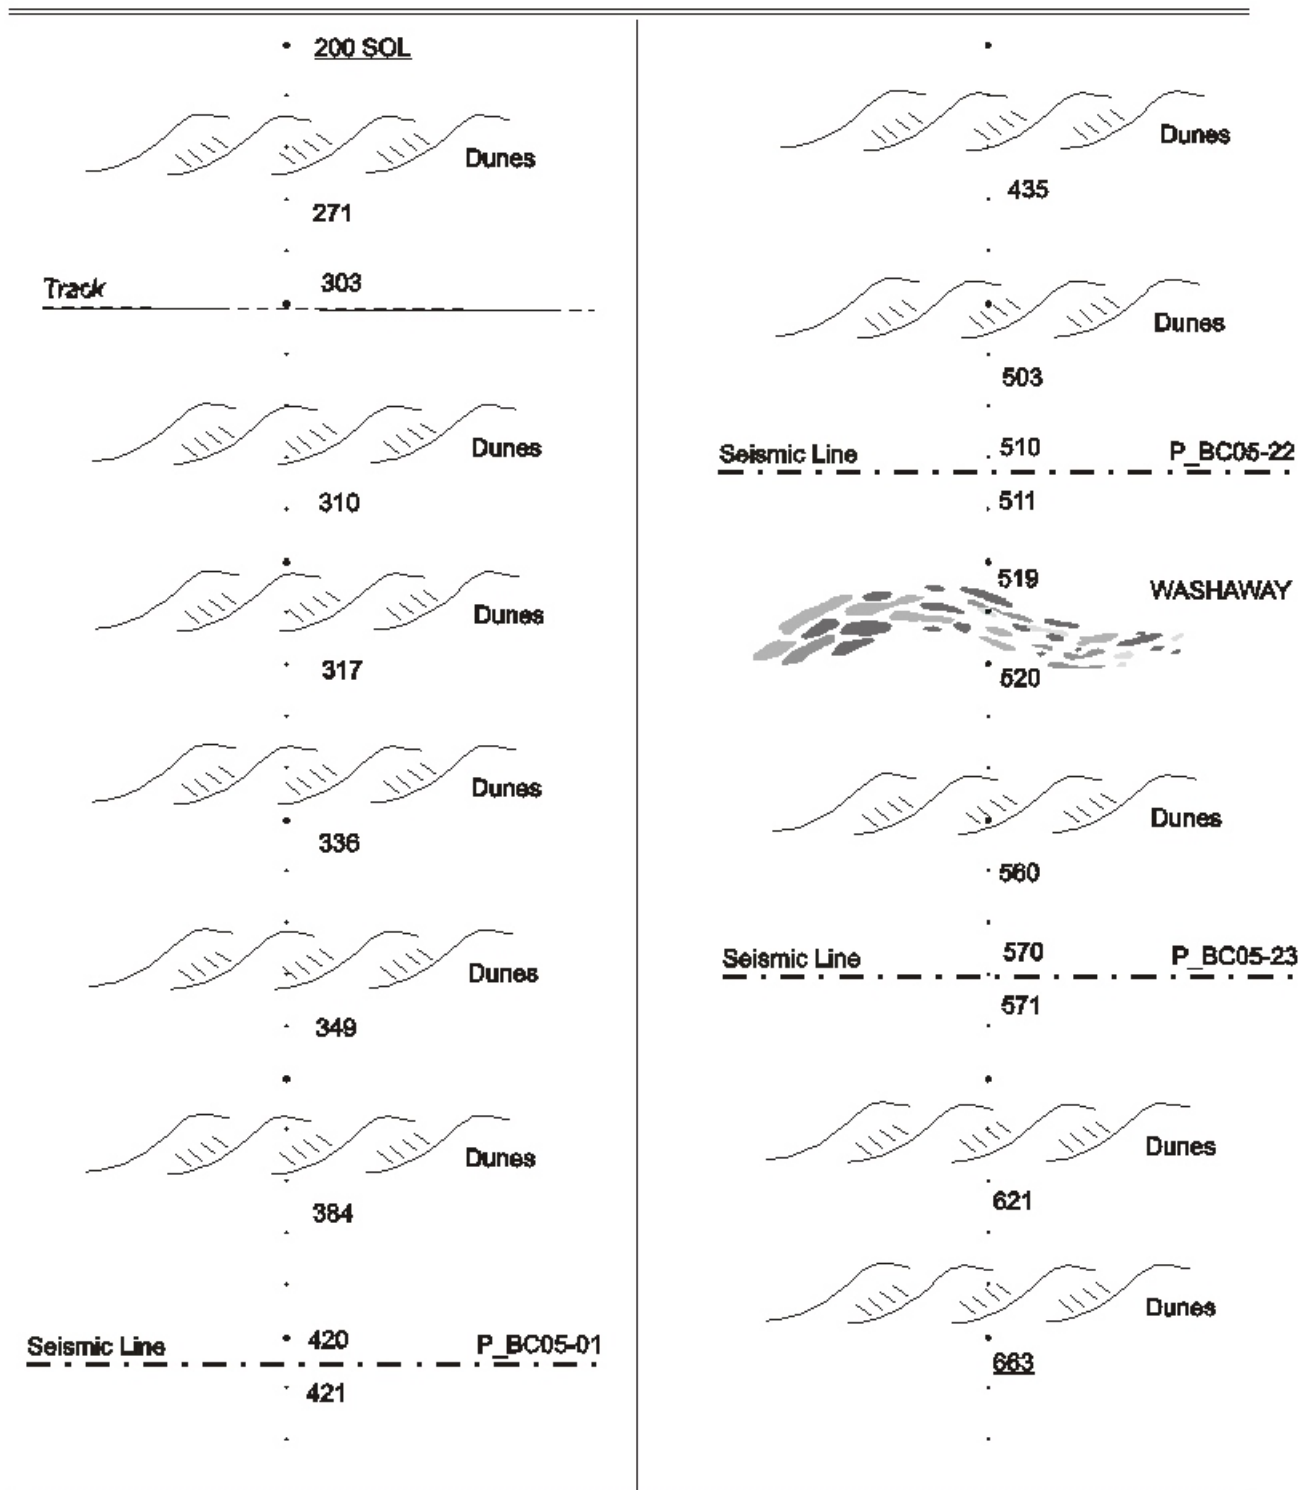 200 SOL
Dunes
271
303
Track
Dunes
310
Dunes
317
Dunes
336
Dunes
349
Dunes
384
Seismic Line 420 P_BC05-01
421
Dunes
435
Dunes
503
Seismic Line 510 P_BC05-22
511
519
WASHAWAY
520
Dunes
560
Seismic Line 570 P_BC05-23
571
Dunes
621
Dunes
663